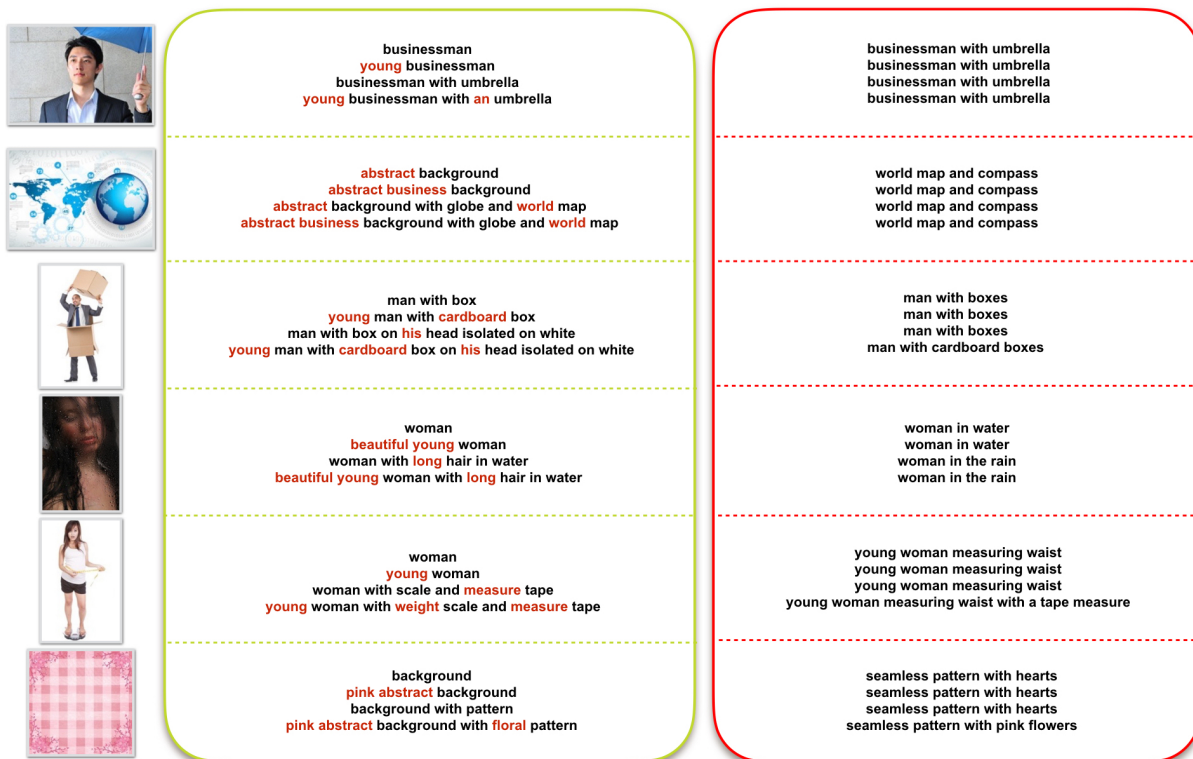 businessman
young businessman
businessman with umbrella
young businessman with an umbrella
businessman with umbrella
businessman with umbrella
businessman with umbrella
businessman with umbrella
abstract background
abstract business background
abstract background with globe and world map
abstract business background with globe and world map
world map and compass
world map and compass
world map and compass
world map and compass
man with box
young man with cardboard box
man with box on his head isolated on white
young man with cardboard box on his head isolated on white
man with boxes
man with boxes
man with boxes
man with cardboard boxes
woman
beautiful young woman
woman with long hair in water
beautiful young woman with long hair in water
woman in water
woman in water
woman in the rain
woman in the rain
woman
young woman
woman with scale and measure tape
young woman with weight scale and measure tape
young woman measuring waist
young woman measuring waist
young woman measuring waist
young woman measuring waist with a tape measure
background
pink abstract background
background with pattern
pink abstract background with floral pattern
seamless pattern with hearts
seamless pattern with hearts
seamless pattern with hearts
seamless pattern with pink flowers